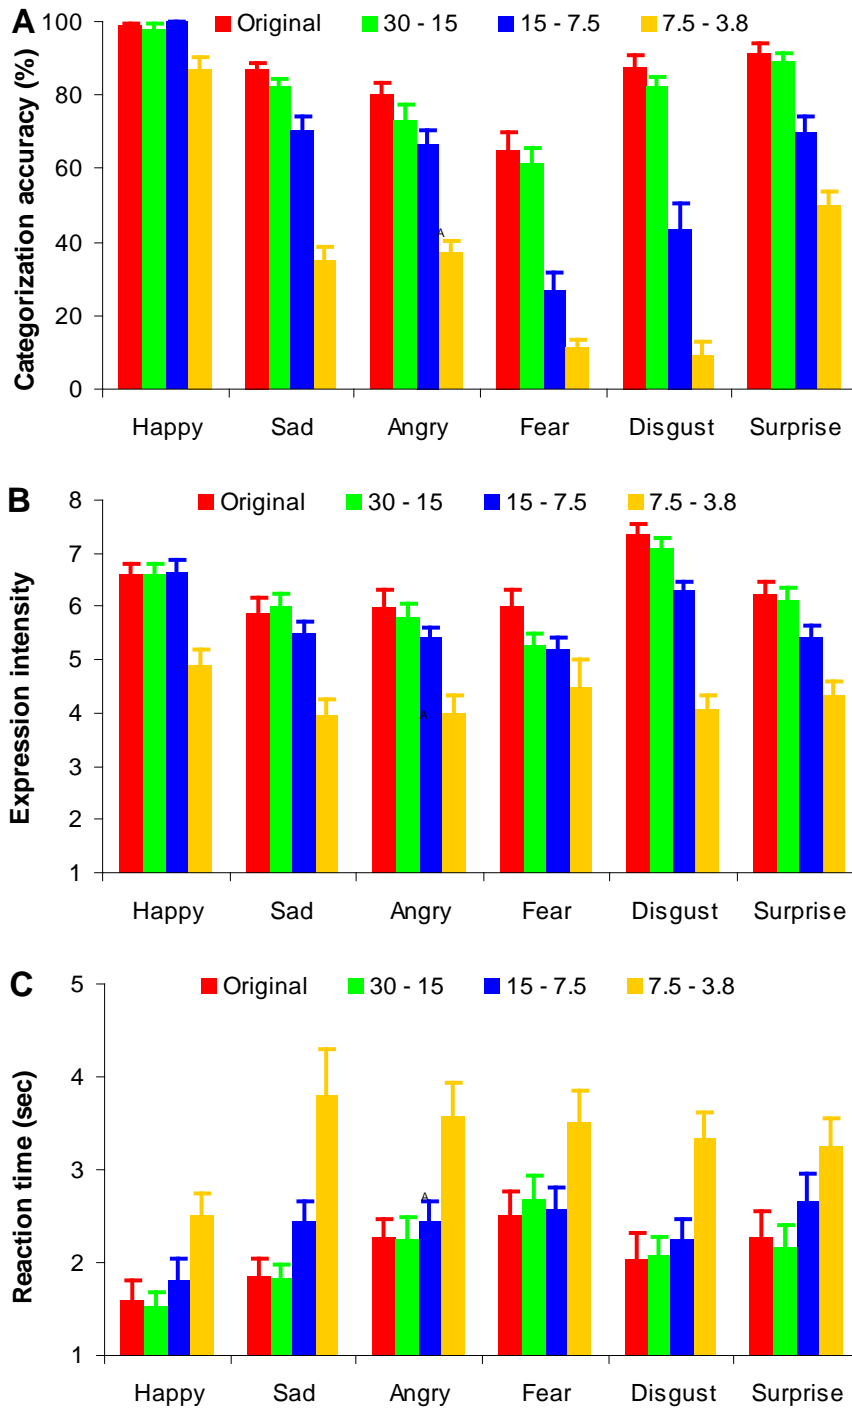 A
Original 30 - 15 15 - 7.5 7.5 - 3.8
Categorization accuracy (%)
100
80
60
40
20
0
A
Happy Sad Angry Fear Disgust Surprise
B
Original 30 - 15 15 - 7.5 7.5 - 3.8
Expression intensity
8
7
6
5
4
3
2
1
A
Happy Sad Angry Fear Disgust Surprise
C
Original 30 - 15 15 - 7.5 7.5 - 3.8
Reaction time (sec)
5
4
3
2
1
A
Happy Sad Angry Fear Disgust Surprise